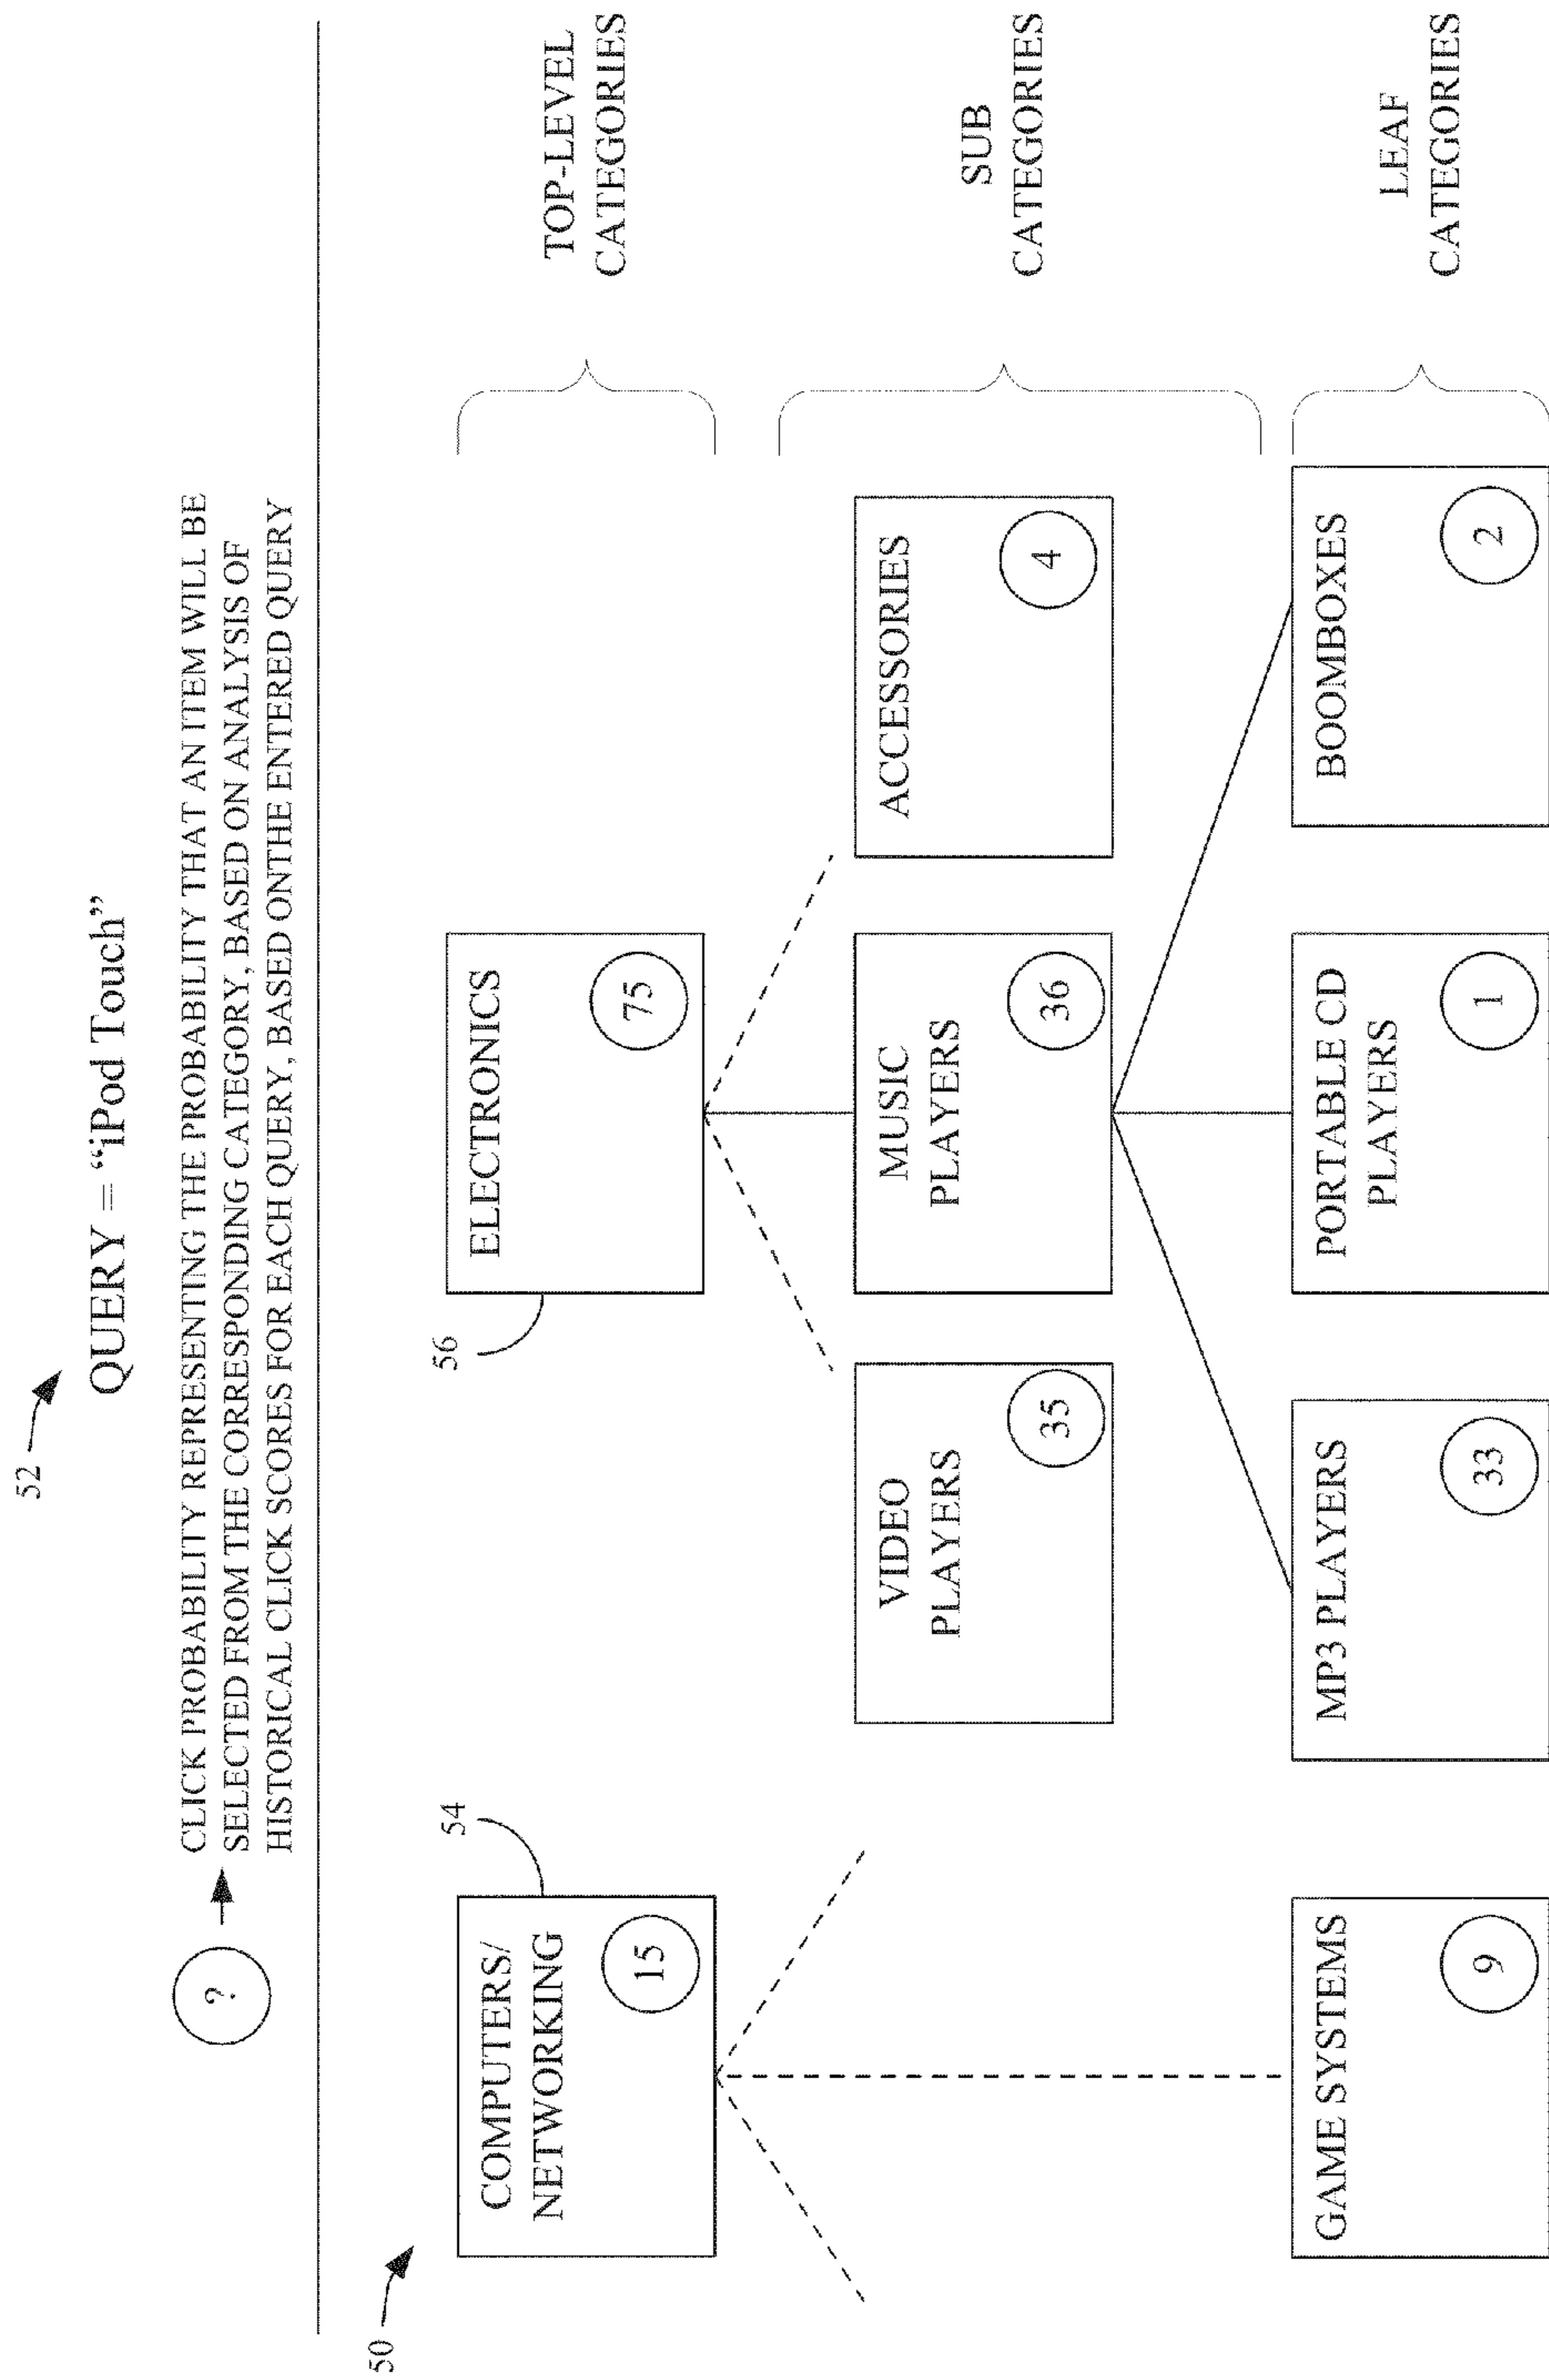 52
QUERY = “iPod Touch”
?
CLICK PROBABILITY REPRESENTING THE PROBABILITY THAT AN ITEM WILL BE
SELECTED FROM THE CORRESPONDING CATEGORY, BASED ON ANALYSIS OF
HISTORICAL CLICK SCORES FOR EACH QUERY, BASED ONTHE ENTERED QUERY
50
54
56
COMPUTERS/
NETWORKING
15
ELECTRONICS
75
TOP-LEVEL
CATEGORIES
VIDEO
PLAYERS
35
MUSIC
PLAYERS
36
ACCESSORIES
4
SUB
CATEGORIES
GAME SYSTEMS
9
MP3 PLAYERS
33
PORTABLE CD
PLAYERS
1
BOOMBOXES
2
LEAF
CATEGORIES